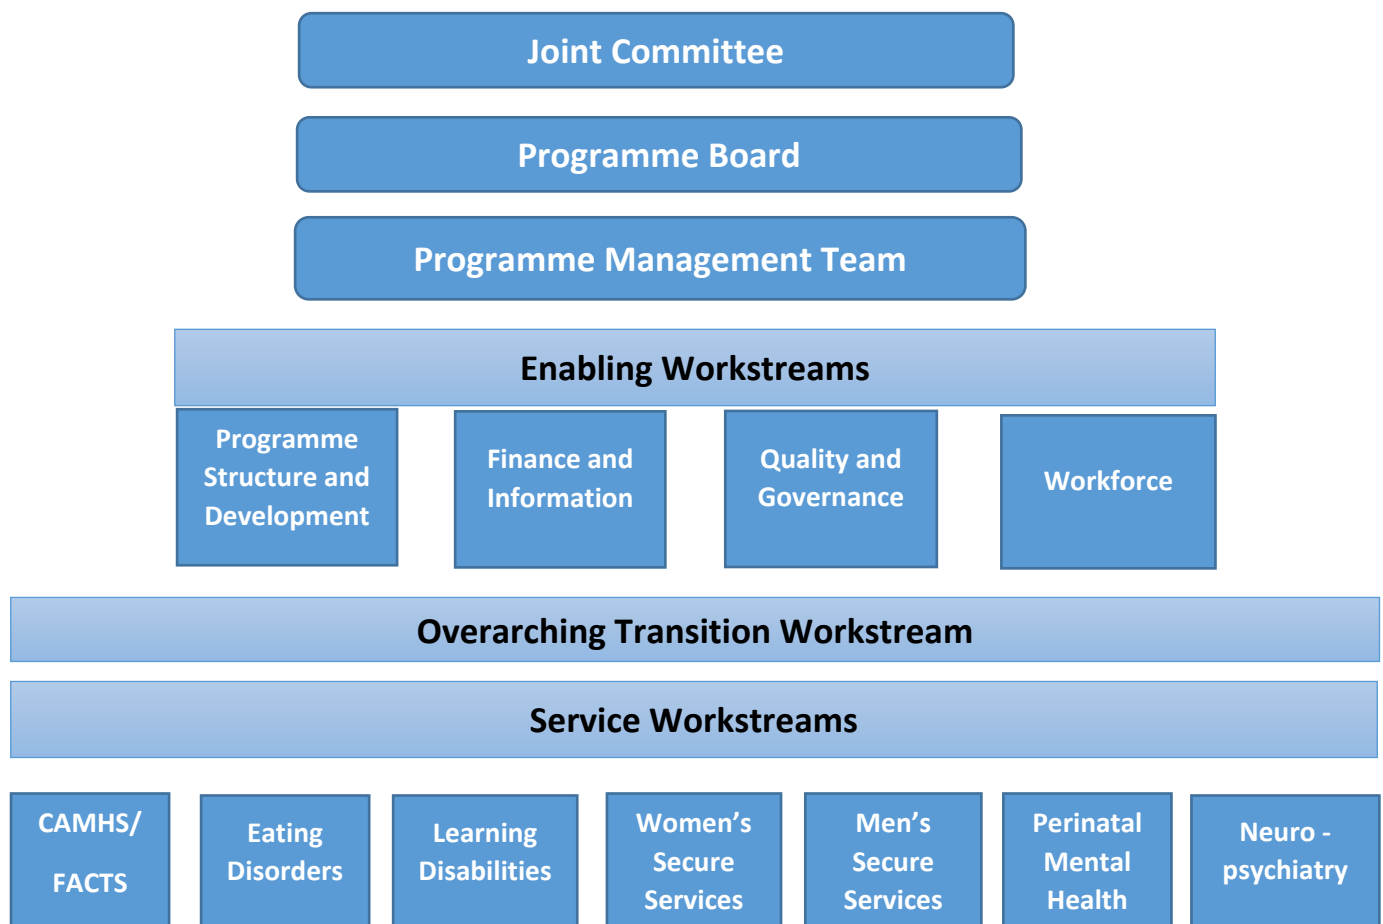 Joint Committee
Programme Board
Programme Management Team
Enabling Workstreams
Programme
Structure and
Development
Finance and
Information
Quality and
Governance
Workforce
Overarching Transition Workstream
Service Workstreams
CAMHS/
FACTS
Eating
Disorders
Learning
Disabilities
Women’s
Secure
Services
Men’s
Secure
Services
Perinatal
Mental
Health
Neuro -
psychiatry